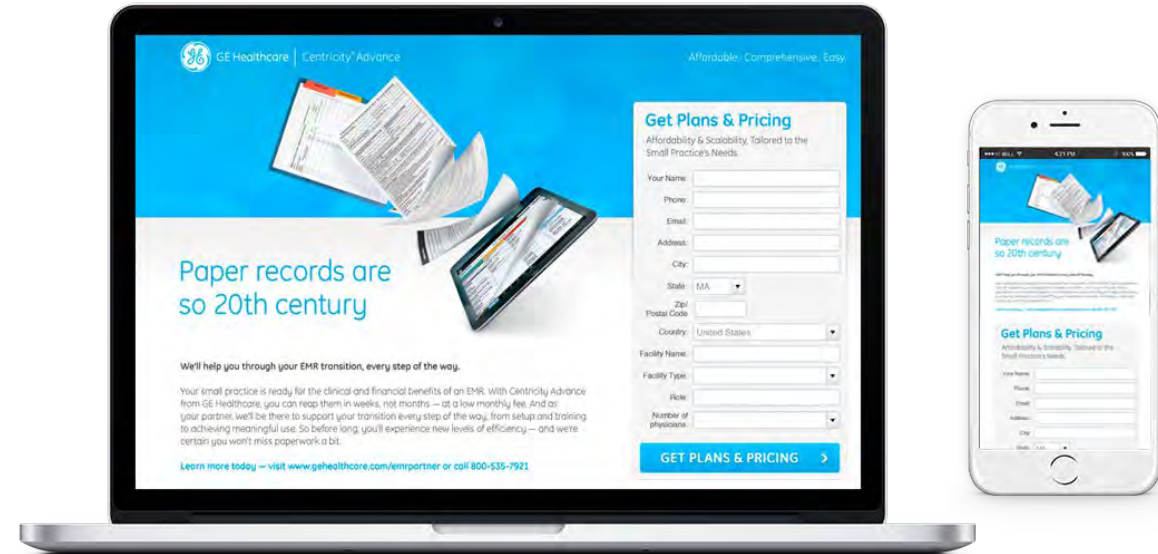 GE Healthcare | Centricity® Advance
Affordable. Comprehensive. Easy.
Get Plans & Pricing
Affordability & Scalability, Tailored to the
Small Practice's Needs.
Your Name:
Phone:
Email:
Address:
City:
State: MA
Zip/
Postal Code
Country: United States
Facility Name:
Facility Type:
Role:
Number of
physicians:
GET PLANS & PRICING
Paper records are
so 20th century
We'll help you through your EMR transition, every step of the way.
Your small practice is ready for the clinical and financial benefits of an EMR. With Centricity Advance
from GE Healthcare, you can reap them in weeks, not months — at a low monthly fee. And as
your partner, we'll be there to support your transition every step of the way, from setup and training
to achieving meaningful use. So before long, you'll experience new levels of efficiency — and we're
certain you won't miss paperwork a bit.
Learn more today — visit www.gehealthcare.com/emrpartner or call 800-535-7921
4:21 PM
100%
Paper records are
so 20th century
Get Plans & Pricing
Affordability & Scalability, Tailored to the
Small Practice's Needs.
Your Name:
Phone:
Email:
Address:
City:
State: MA